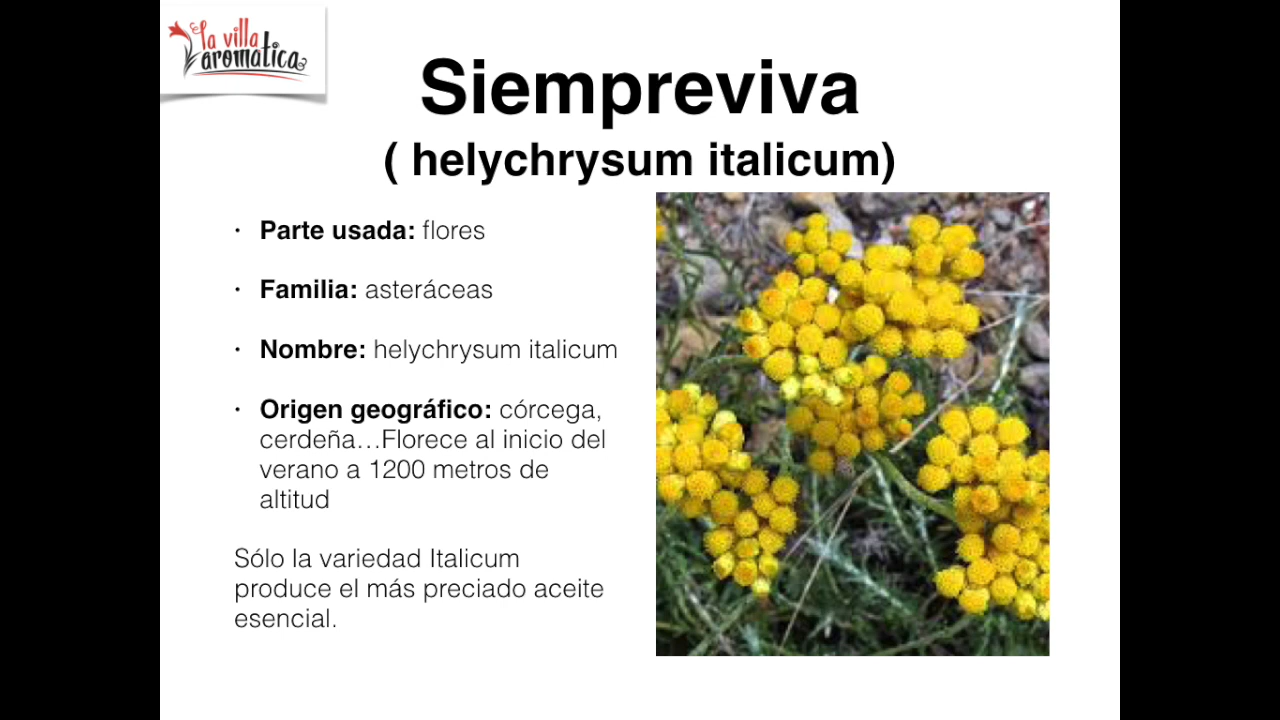 la villa
aromatica
Siempreviva
( helychrysum italicum)
· Parte usada: flores
· Familia: asteráceas
· Nombre: helychrysum italicum
· Origen geográfico: córcega,
cerdeña…Florece al inicio del
verano a 1200 metros de
altitud
Sólo la variedad Italicum
produce el más preciado aceite
esencial.